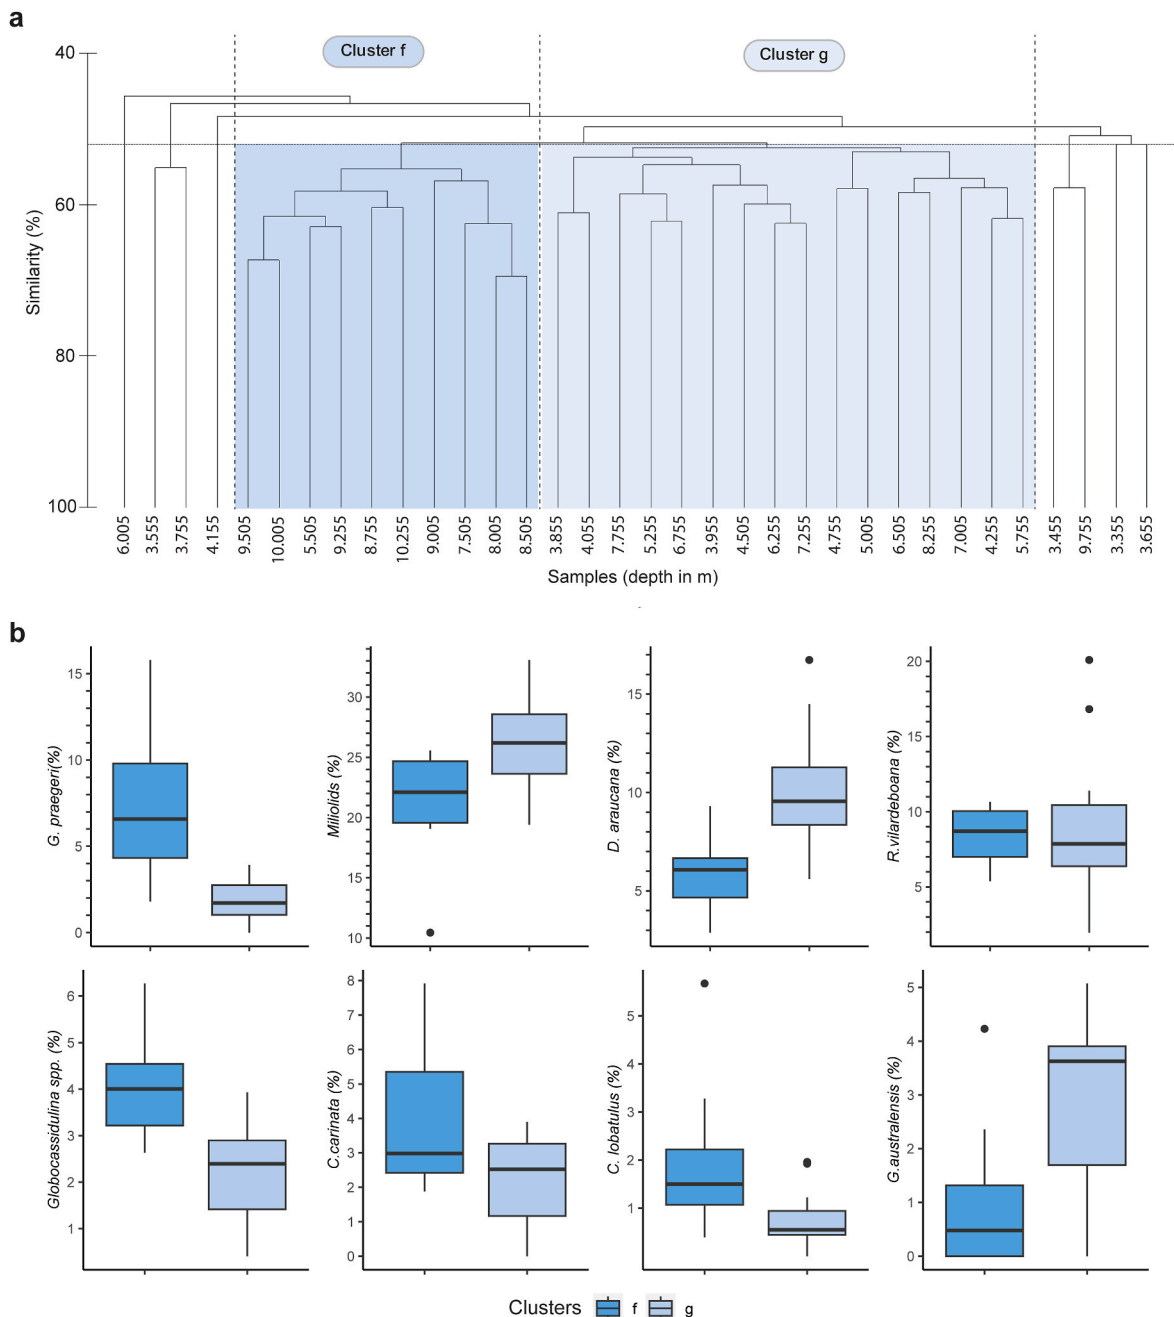 a
Cluster f
Cluster g
40
60
80
100
Similarity (%)
6.005 3.555 3.755 4.155 9.505 10.005 5.505 9.255 8.755 10.255 9.005 7.505 8.005 8.505 3.855 4.055 7.755 5.255 6.755 3.955 4.505 6.255 7.255 4.755 5.005 6.505 8.255 7.005 4.255 5.755 3.455 9.755 3.355 3.655
Samples (depth in m)
b
G. praegeri(%)
15
10
5
0
Miliolids (%)
30
25
20
15
10
D. araucana (%)
15
10
5
R.vilardeboana (%)
20
15
10
5
Globocassidulina spp. (%)
6
5
4
3
2
1
C.carinata (%)
8
7
6
5
4
3
2
1
0
C. lobatulus (%)
5
4
3
2
1
G.australensis (%)
5
4
3
2
1
0
Clusters f g